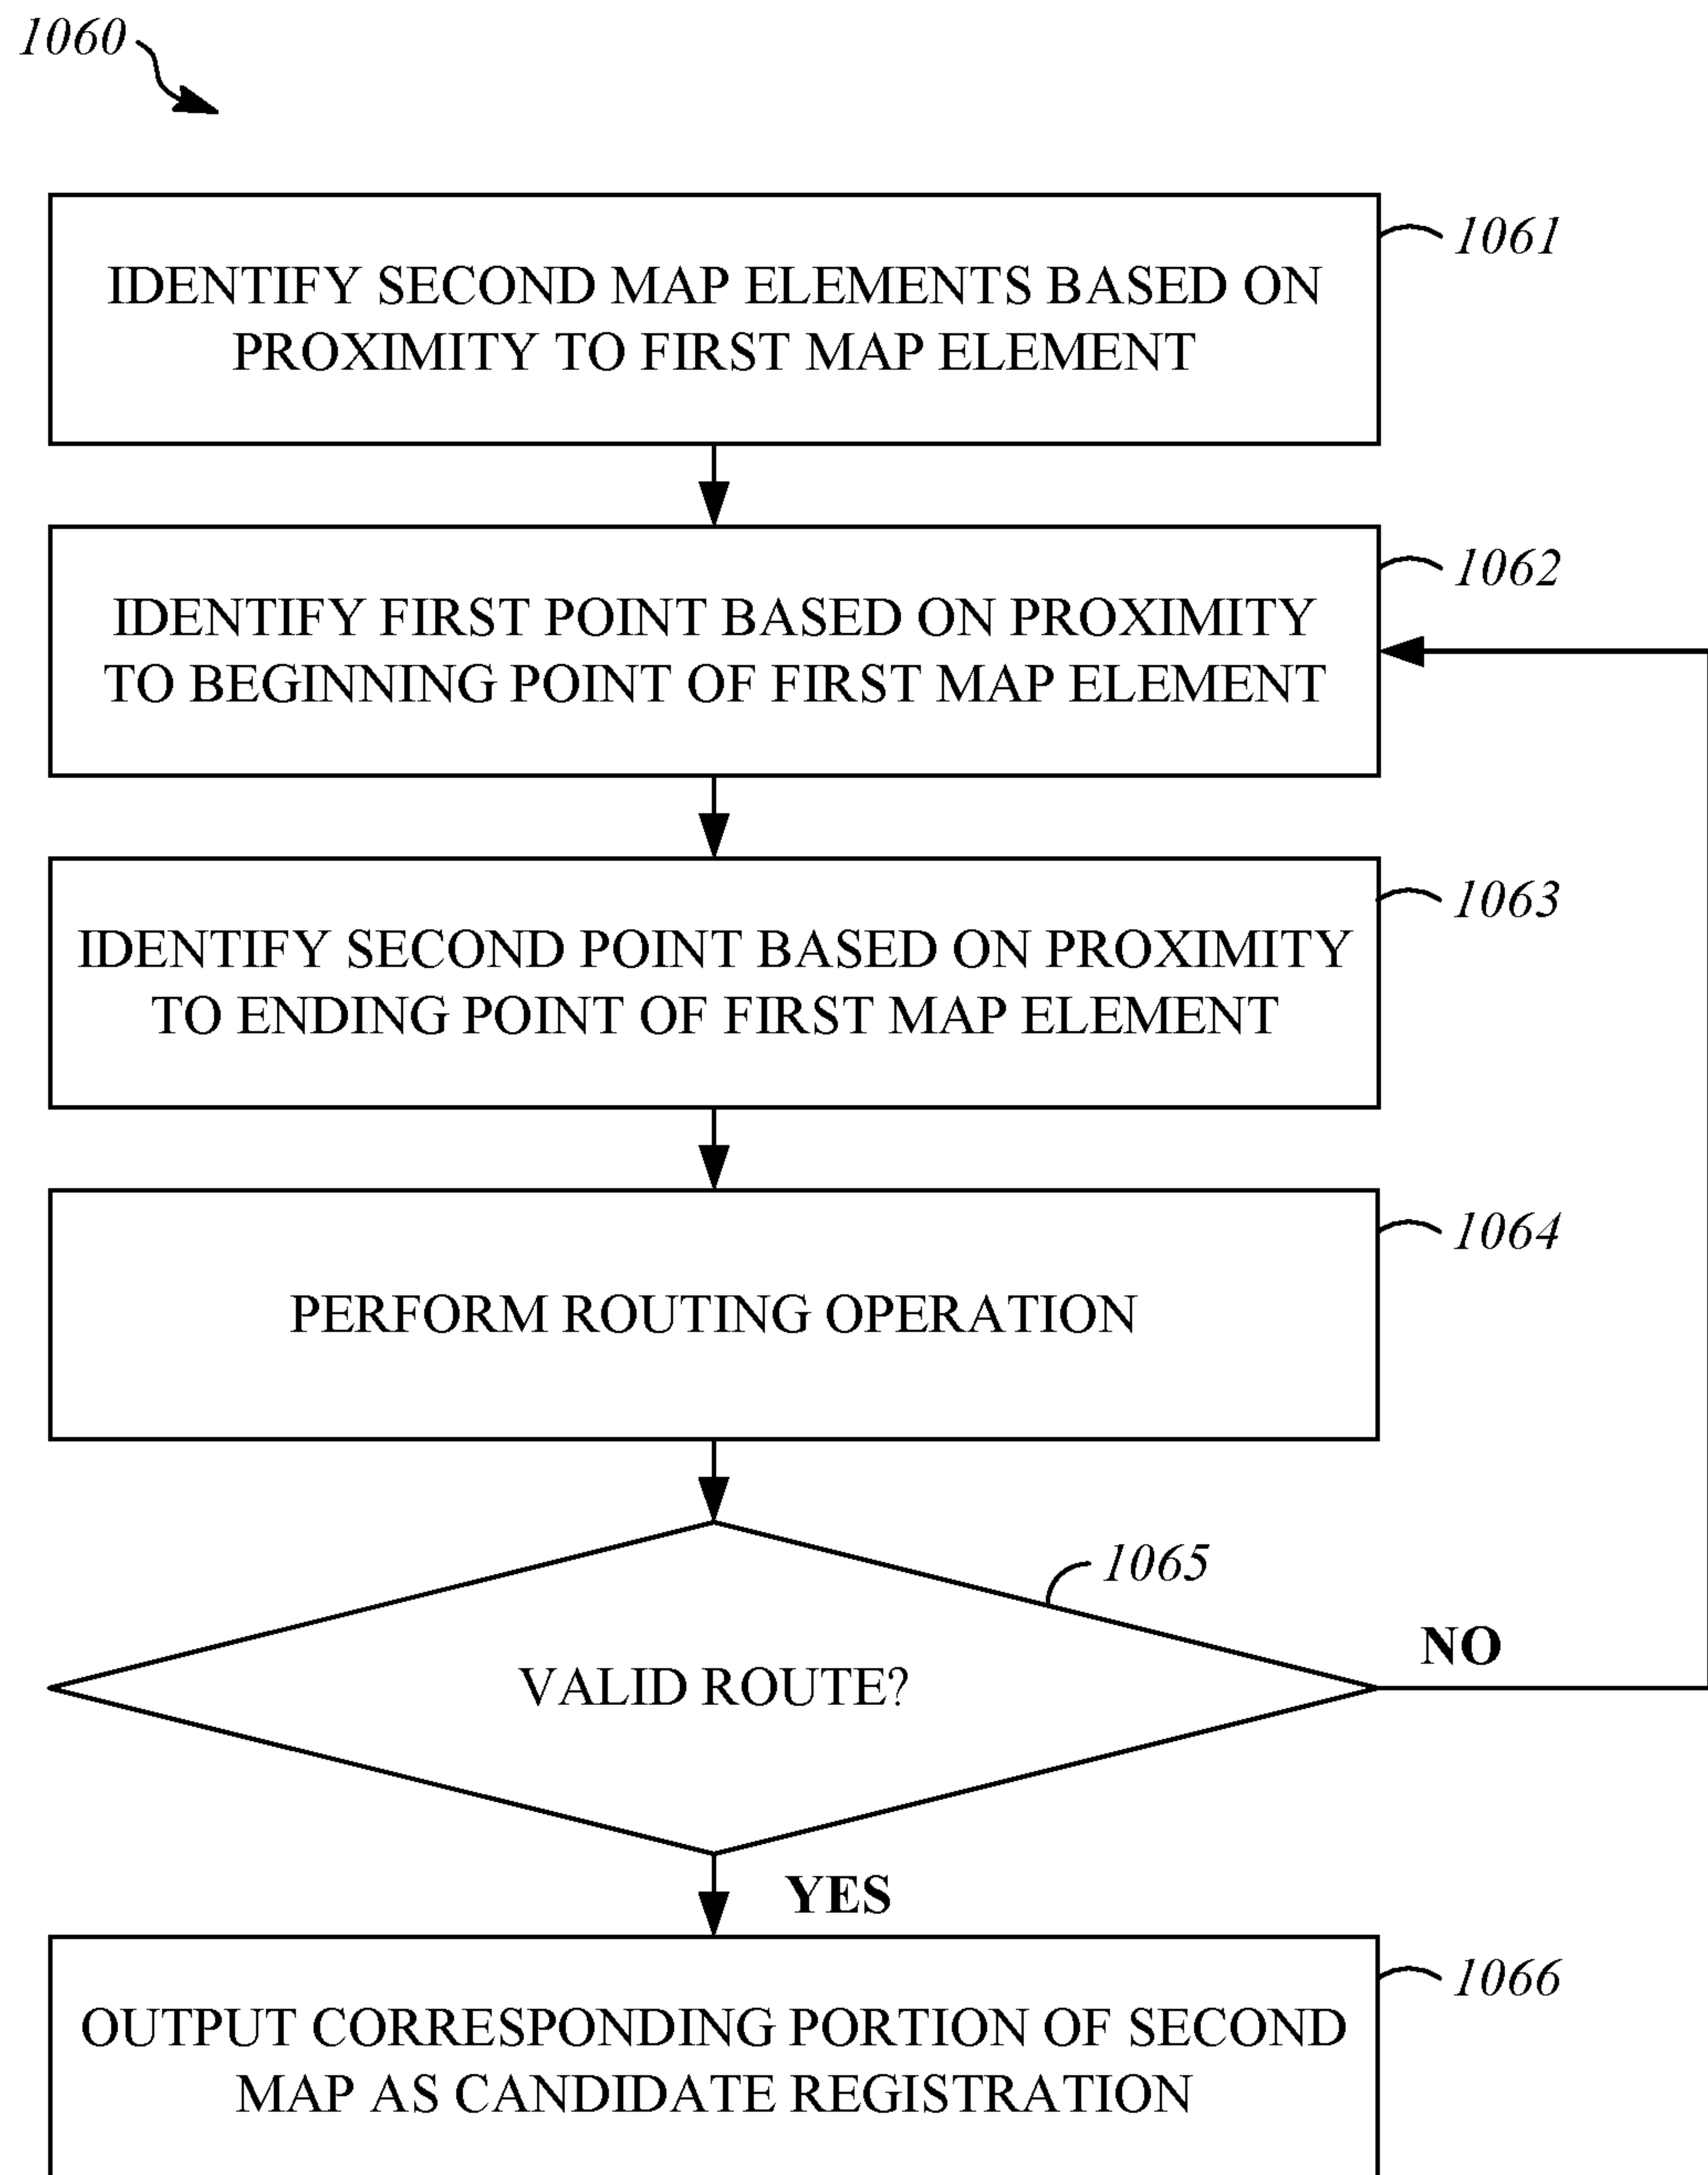 1060
1061
IDENTIFY SECOND MAP ELEMENTS BASED ON
PROXIMITY TO FIRST MAP ELEMENT
1062
IDENTIFY FIRST POINT BASED ON PROXIMITY
TO BEGINNING POINT OF FIRST MAP ELEMENT
1063
IDENTIFY SECOND POINT BASED ON PROXIMITY
TO ENDING POINT OF FIRST MAP ELEMENT
1064
PERFORM ROUTING OPERATION
1065
NO
VALID ROUTE?
YES
1066
OUTPUT CORRESPONDING PORTION OF SECOND
MAP AS CANDIDATE REGISTRATION